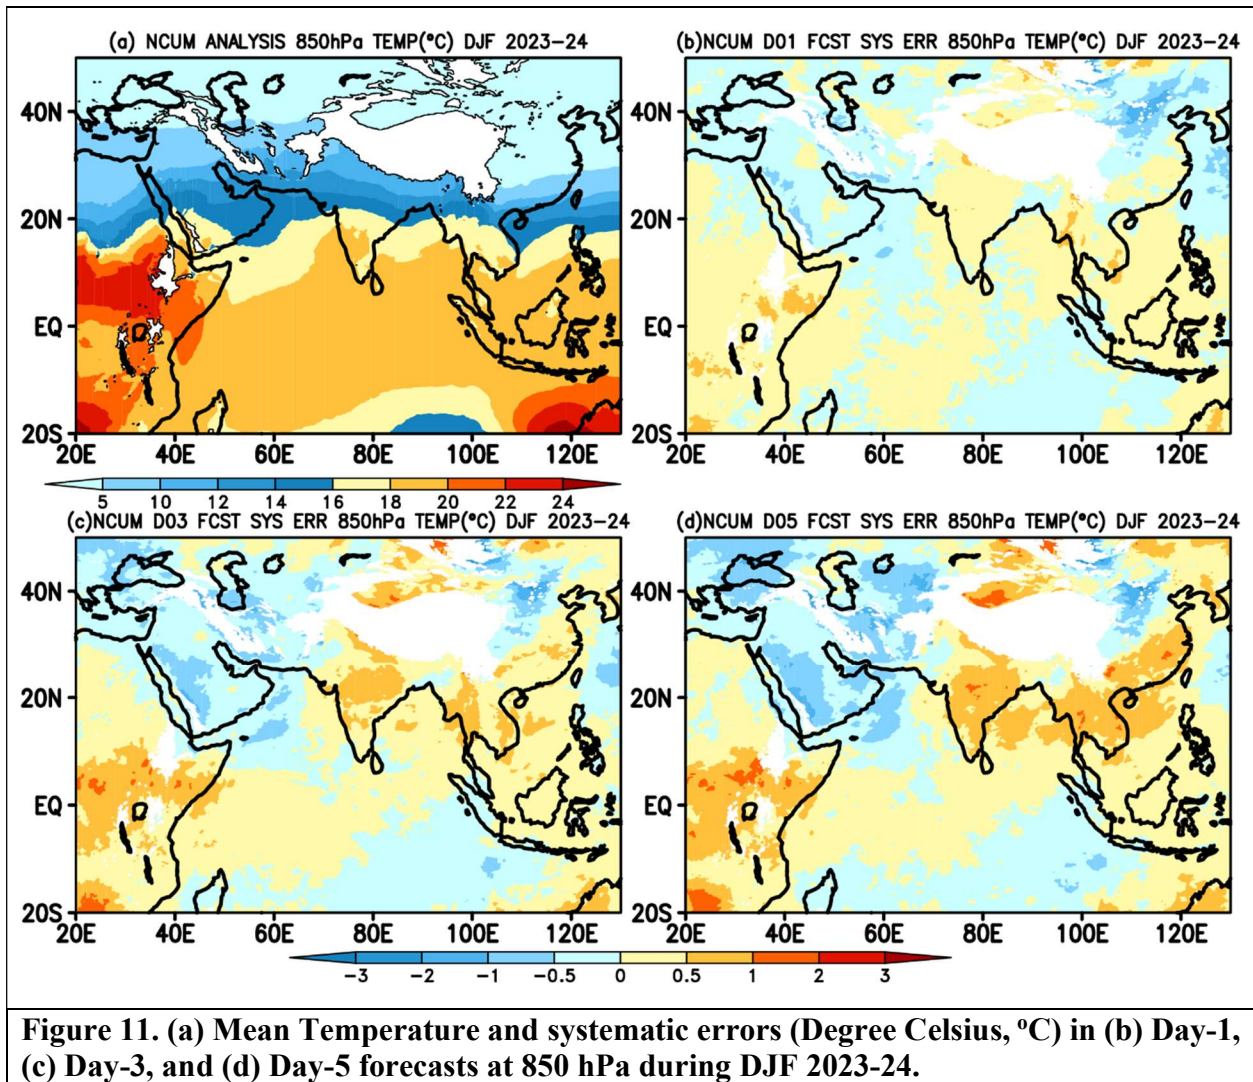 (a) NCUM ANALYSIS 850hPa TEMP(°C) DJF 2023-24
(b)NCUM D01 FCST SYS ERR 850hPa TEMP(°C) DJF 2023-24
40N
20N
EQ
20S
20E 40E 60E 80E 100E 120E
40N
20N
EQ
20S
20E 40E 60E 80E 100E 120E
5 10 12 14 16 18 20 22 24
(c)NCUM D03 FCST SYS ERR 850hPa TEMP(°C) DJF 2023-24
(d)NCUM D05 FCST SYS ERR 850hPa TEMP(°C) DJF 2023-24
40N
20N
EQ
20S
20E 40E 60E 80E 100E 120E
40N
20N
EQ
20S
20E 40E 60E 80E 100E 120E
-3 -2 -1 -0.5 0 0.5 1 2 3
Figure 11. (a) Mean Temperature and systematic errors (Degree Celsius, °C) in (b) Day-1,
(c) Day-3, and (d) Day-5 forecasts at 850 hPa during DJF 2023-24.